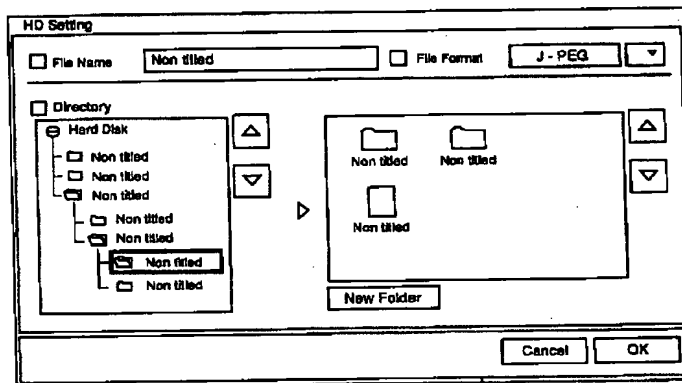 HD Setting
File Name
Non titled
File Format
J - PEG
Directory
Hard Disk
Non titled
Non titled
Non titled
Non titled
Non titled
Non titled
Non titled
Non titled
Non titled
Non titled
New Folder
Cancel
OK